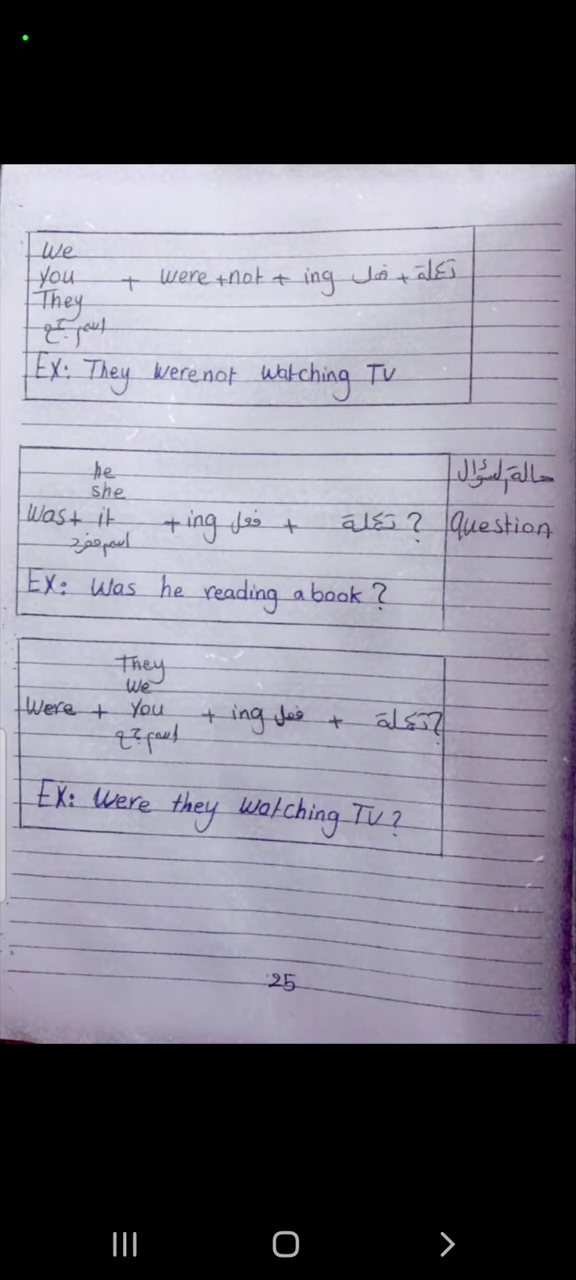 We
You + were + not + ing فعل + تكملة
They
اسم جمع
Ex: They were not watching TV
he
she
was + it + ing فعل + تكملة ?
اسم مفرد
Ex: Was he reading a book ?
حالة السؤال
Question
They
We
Were + You + ing فعل + تكملة ?
اسم جمع
Ex: Were they watching TV ?
25